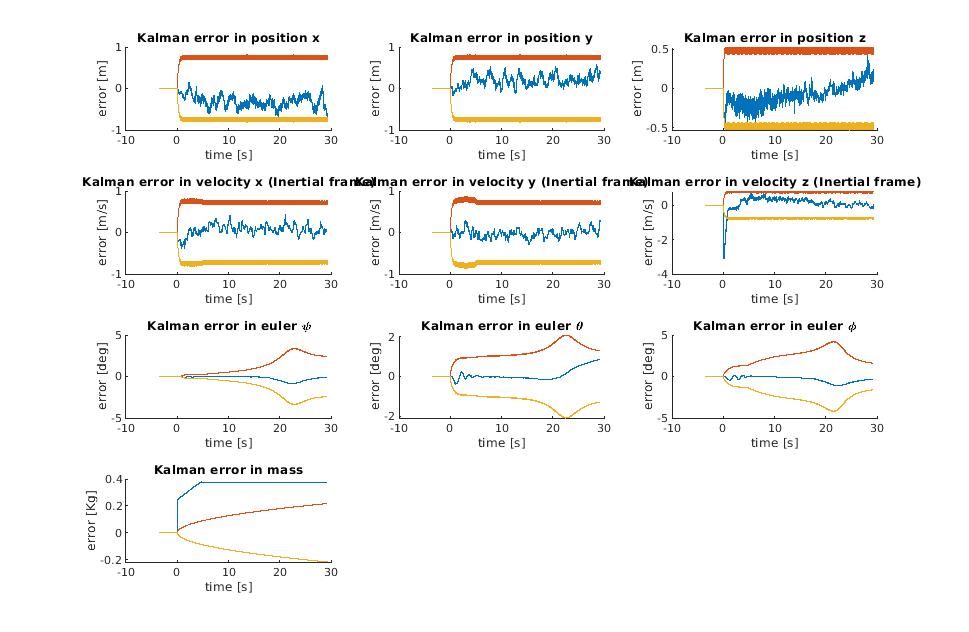 Kalman error in position x
1
0
-1
error [m]
-10
0
10
20
30
time [s]
Kalman error in position y
1
0
-1
error [m]
-10
0
10
20
30
time [s]
Kalman error in position z
0.5
0
-0.5
error [m]
-10
0
10
20
30
time [s]
Kalman error in velocity x (Inertial frame)
1
0
-1
error [m/s]
-10
0
10
20
30
time [s]
Kalman error in velocity y (Inertial frame)
1
0
-1
error [m/s]
-10
0
10
20
30
time [s]
Kalman error in velocity z (Inertial frame)
0
-2
-4
error [m/s]
-10
0
10
20
30
time [s]
Kalman error in euler ψ
5
0
-5
error [deg]
-10
0
10
20
30
time [s]
Kalman error in euler θ
2
0
-2
error [deg]
-10
0
10
20
30
time [s]
Kalman error in euler ϕ
5
0
-5
error [deg]
-10
0
10
20
30
time [s]
Kalman error in mass
0.4
0.2
0
-0.2
error [Kg]
-10
0
10
20
30
time [s]